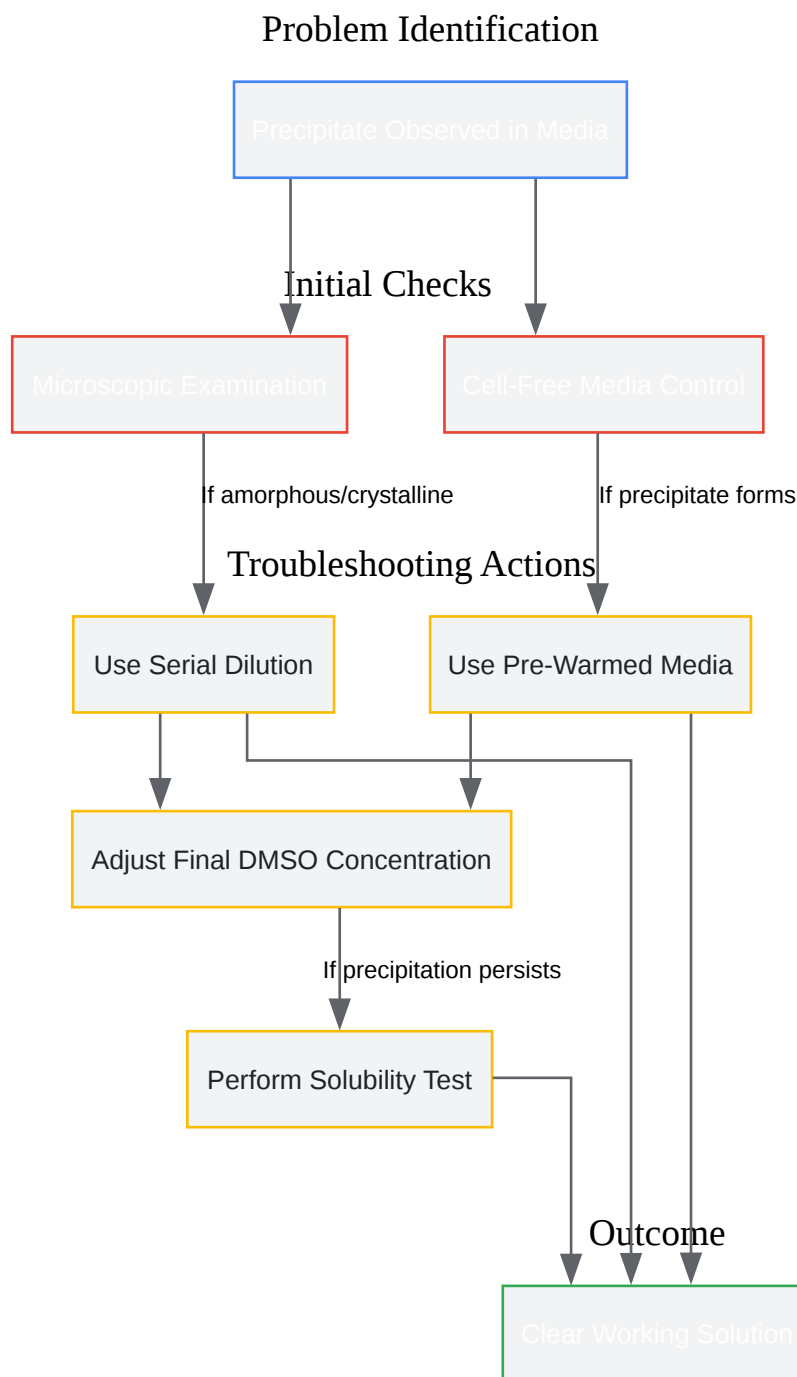 Problem Identification
Precipitate Observed in Media
Initial Checks
Microscopic Examination
Cell-Free Media Control
If amorphous/crystalline
If precipitate forms
Troubleshooting Actions
Use Serial Dilution
Use Pre-Warmed Media
Adjust Final DMSO Concentration
If precipitation persists
Perform Solubility Test
Outcome
Clear Working Solution